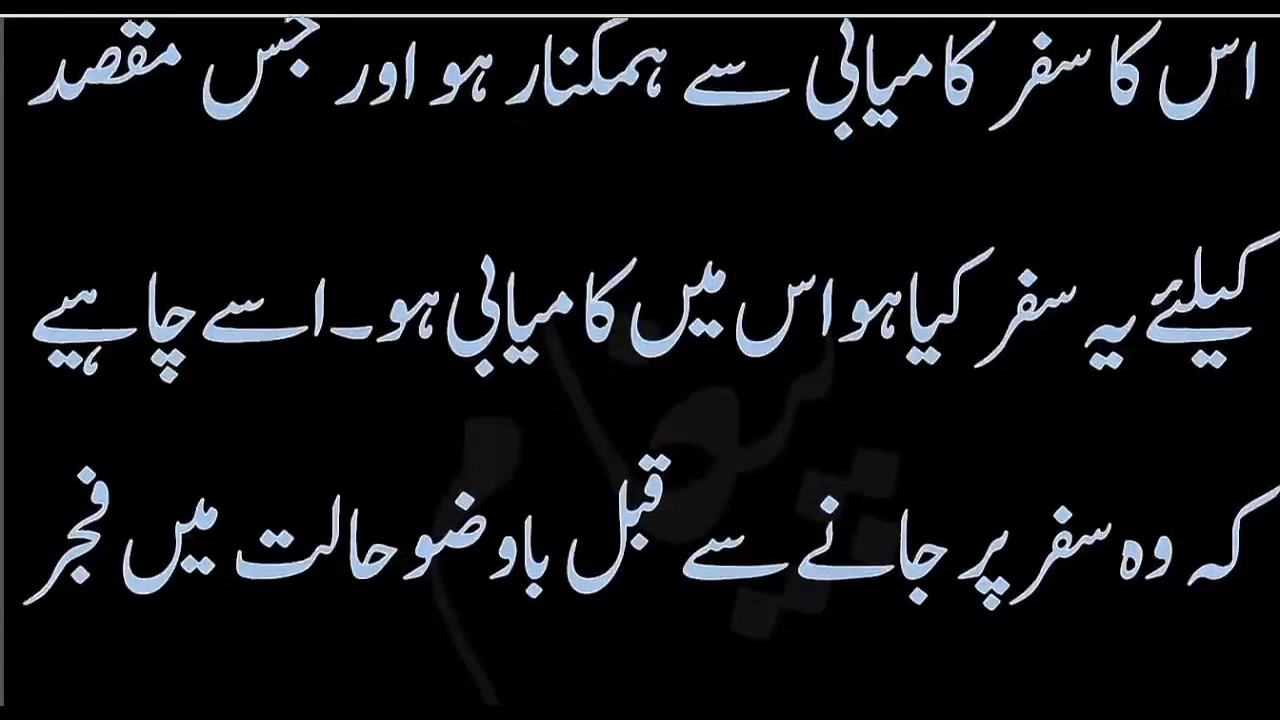 اس کا سفر کامیابی سے ہمکنار ہو اور جس مقصد
کیلئے یہ سفر کیا ہو اس میں کامیابی ہو۔ اسے چاہیے
کہ وہ سفر پر جانے سے قبل باوضو حالت میں فجر
پیغام